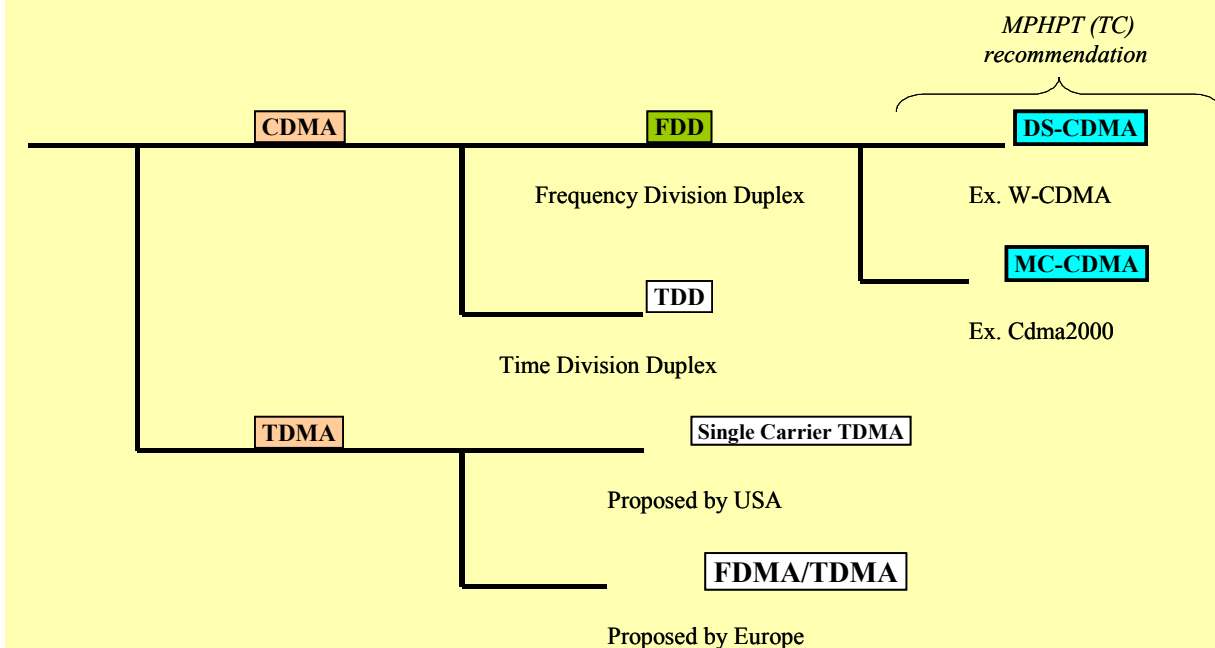 MPHPT (TC)
recommendation
CDMA
FDD
DS-CDMA
Frequency Division Duplex
Ex. W-CDMA
MC-CDMA
TDD
Ex. Cdma2000
Time Division Duplex
TDMA
Single Carrier TDMA
Proposed by USA
FDMA/TDMA
Proposed by Europe